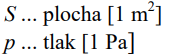 S ... plocha [1 m²]
p ... tlak [1 Pa]